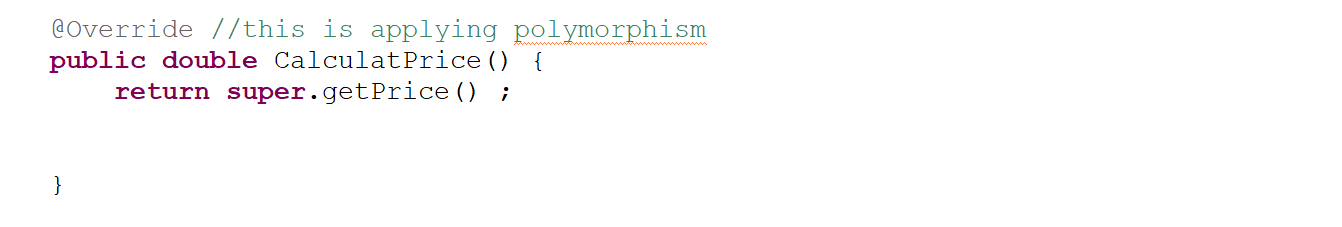 @Override //this is applying polymorphism
public double CalculatPrice() {
    return super.getPrice() ;
}